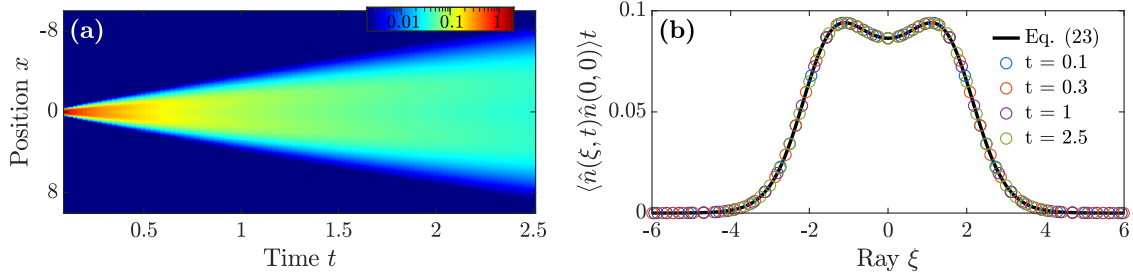 (a)
0.01 0.1 1
-8
0
8
Position x
0.5 1 1.5 2 2.5
Time t
(b)
0.1
0.05
0
⟨n̂(ξ, t)n̂(0, 0)⟩t
Eq. (23)
t = 0.1
t = 0.3
t = 1
t = 2.5
-6 -4 -2 0 2 4 6
Ray ξ